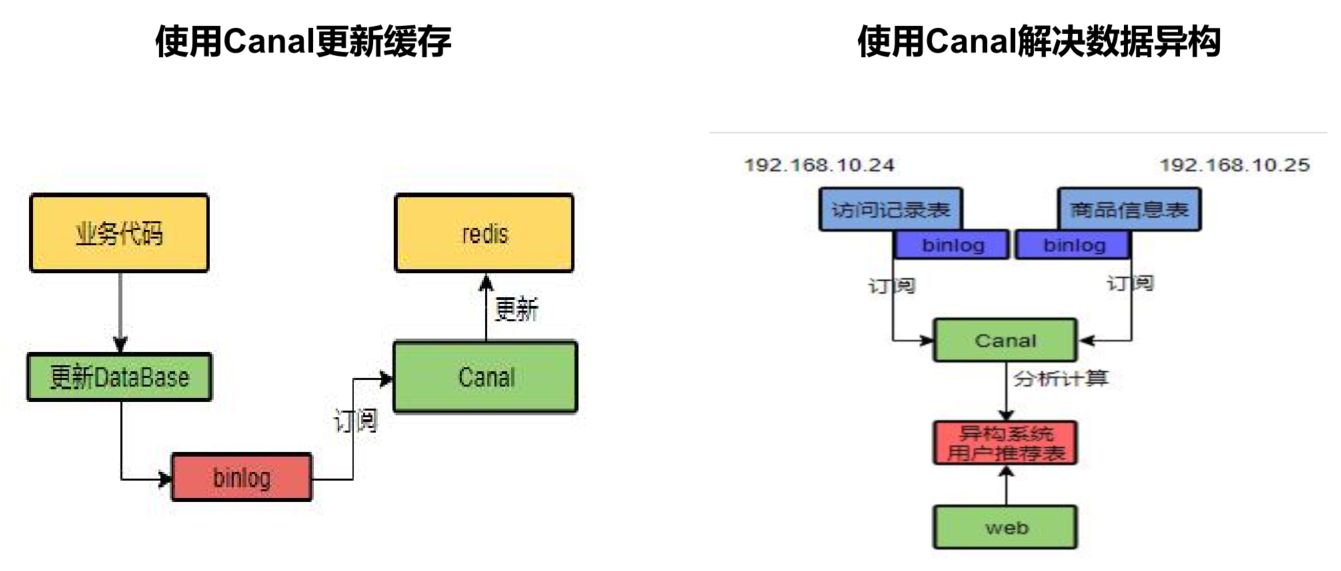 使用Canal更新缓存
业务代码
redis
更新
更新DataBase
Canal
订阅
binlog
使用Canal解决数据异构
192.168.10.24
192.168.10.25
访问记录表
商品信息表
binlog
binlog
订阅
订阅
Canal
分析计算
异构系统
用户推荐表
web